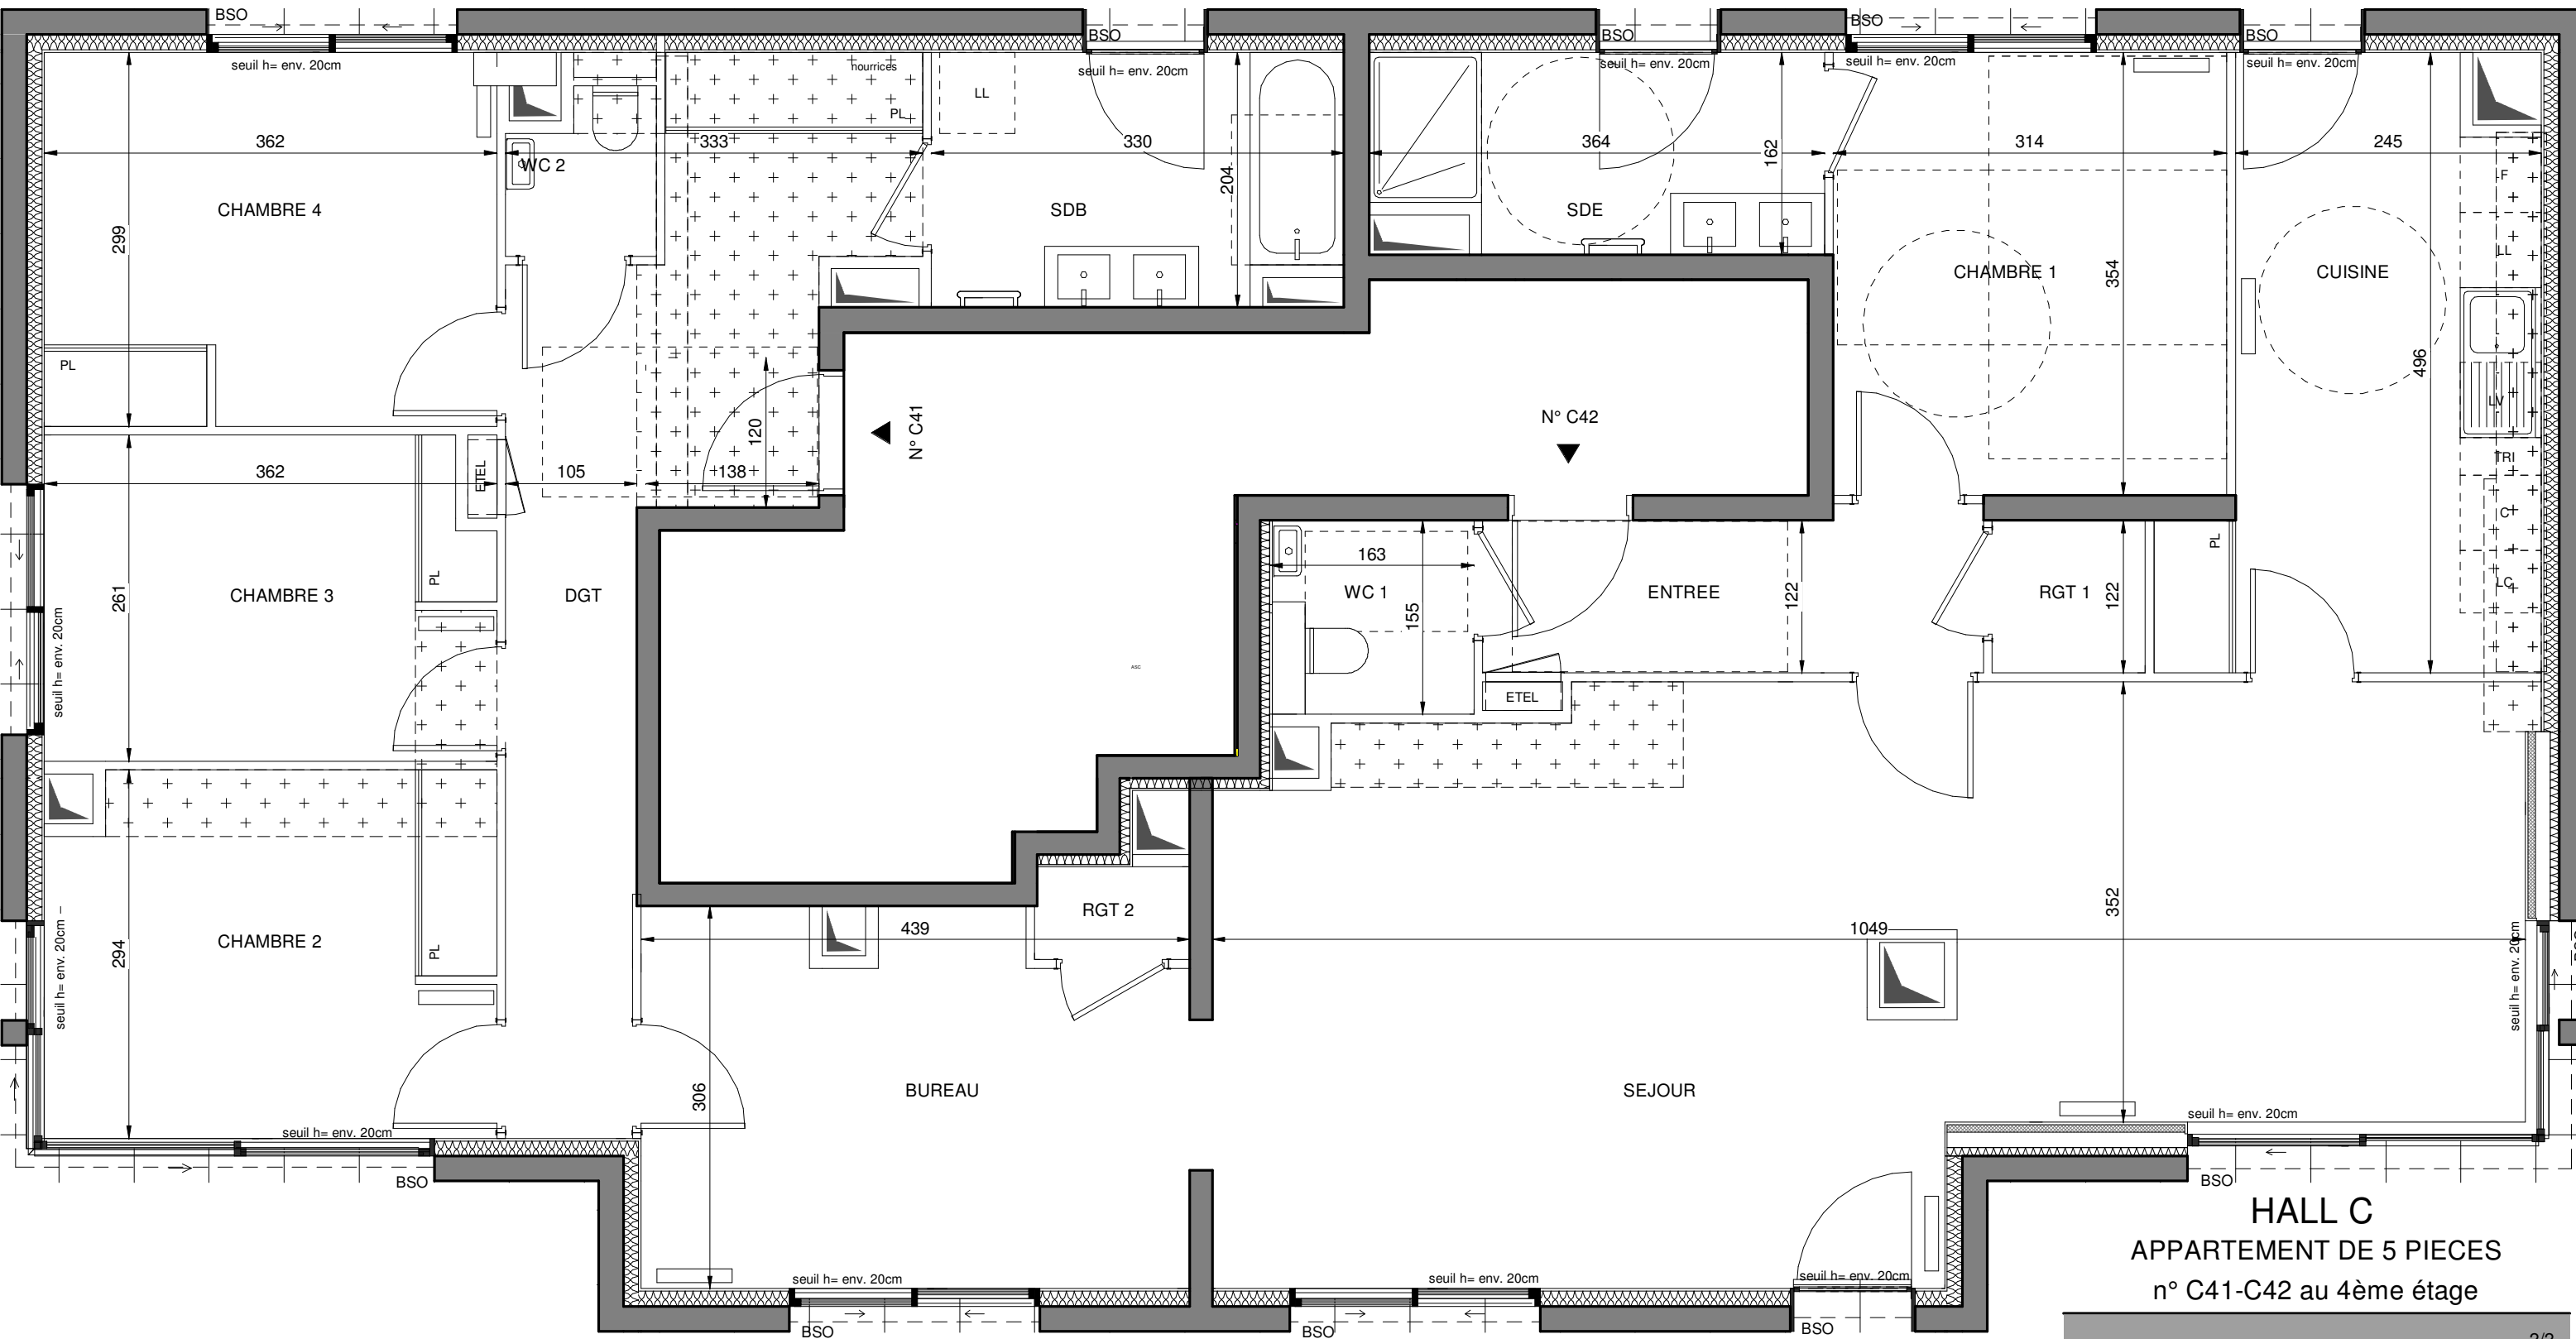 BSO
BSO
BSO
BSO
BSO
seuil h= env. 20cm
nourrices
seuil h= env. 20cm
seuil h= env. 20cm
seuil h= env. 20cm
seuil h= env. 20cm
PL
LL
362
333
330
364
162
314
245
WC 2
204
F
CHAMBRE 4
SDB
SDE
299
LL
CHAMBRE 1
354
CUISINE
PL
496
LV
120
N° C41
N° C42
362
ETEL
105
138
TRI
C
163
PL
CHAMBRE 3
PL
DGT
WC 1
ENTREE
122
RGT 1
122
LC
261
155
seuil h= env. 20cm
ASC
ETEL
CHAMBRE 2
PL
294
seuil h= env. 20cm
439
RGT 2
1049
352
seuil h= env. 20cm
BUREAU
SEJOUR
306
seuil h= env. 20cm
seuil h= env. 20cm
BSO
BSO
HALL C
APPARTEMENT DE 5 PIECES
n° C41-C42 au 4ème étage
seuil h= env. 20cm
seuil h= env. 20cm
seuil h= env. 20cm
BSO
BSO
BSO